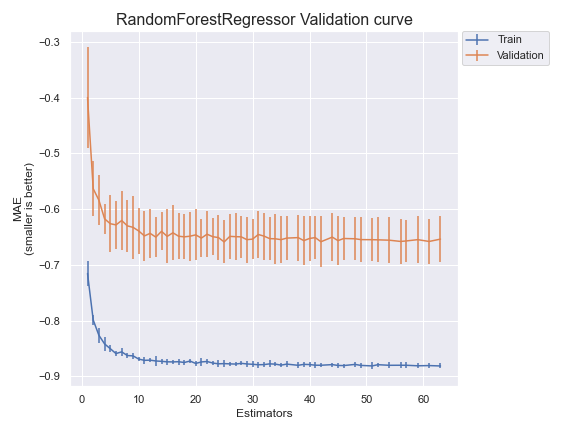 RandomForestRegressor Validation curve
Train
Validation
−0.3
−0.4
−0.5
−0.6
−0.7
−0.8
−0.9
MAE
(smaller is better)
0 10 20 30 40 50 60
Estimators